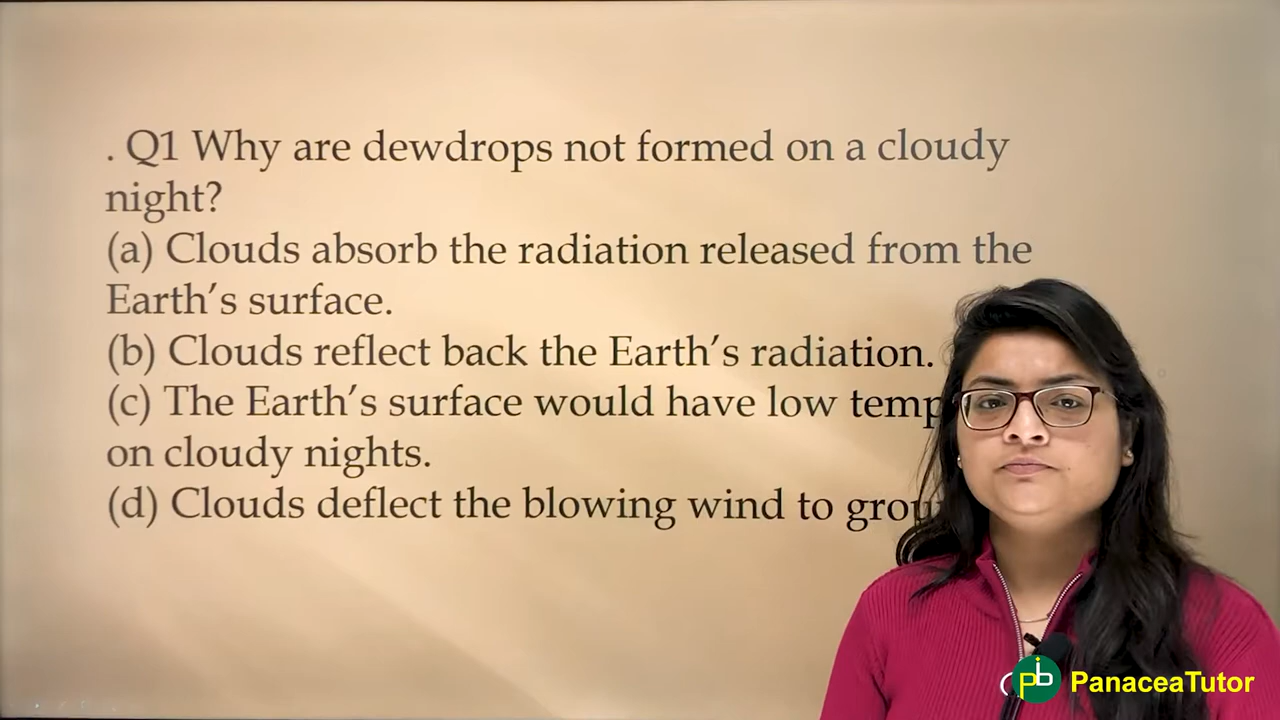 . Q1 Why are dewdrops not formed on a cloudy
night?
(a) Clouds absorb the radiation released from the
Earth’s surface.
(b) Clouds reflect back the Earth’s radiation.
(c) The Earth’s surface would have low
on cloudy nights.
(d) Clouds deflect the blowing wind to
PanaceaTutor